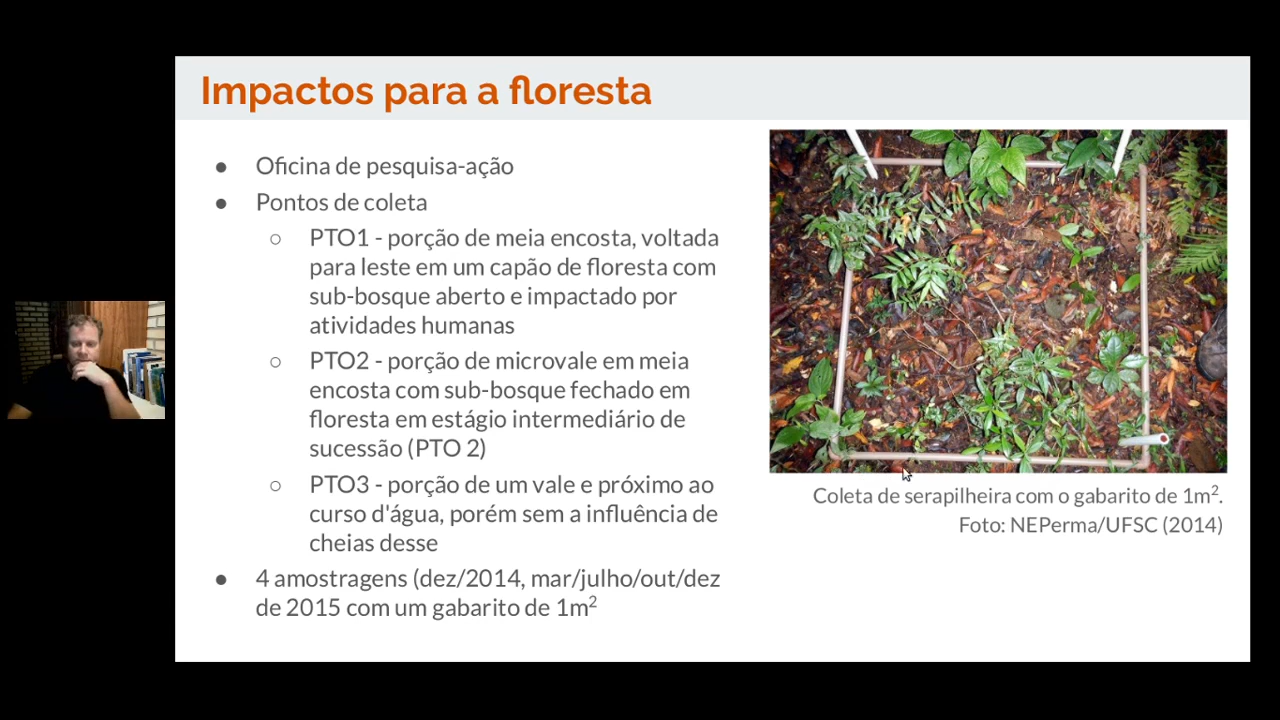 Impactos para a floresta
● Oficina de pesquisa-ação
● Pontos de coleta
○ PTO1 - porção de meia encosta, voltada
para leste em um capão de floresta com
sub-bosque aberto e impactado por
atividades humanas
○ PTO2 - porção de microvale em meia
encosta com sub-bosque fechado em
floresta em estágio intermediário de
sucessão (PTO 2)
○ PTO3 - porção de um vale e próximo ao
curso d'água, porém sem a influência de
cheias desse
● 4 amostragens (dez/2014, mar/julho/out/dez
de 2015 com um gabarito de 1m²
Coleta de serapilheira com o gabarito de 1m².
Foto: NEPerma/UFSC (2014)